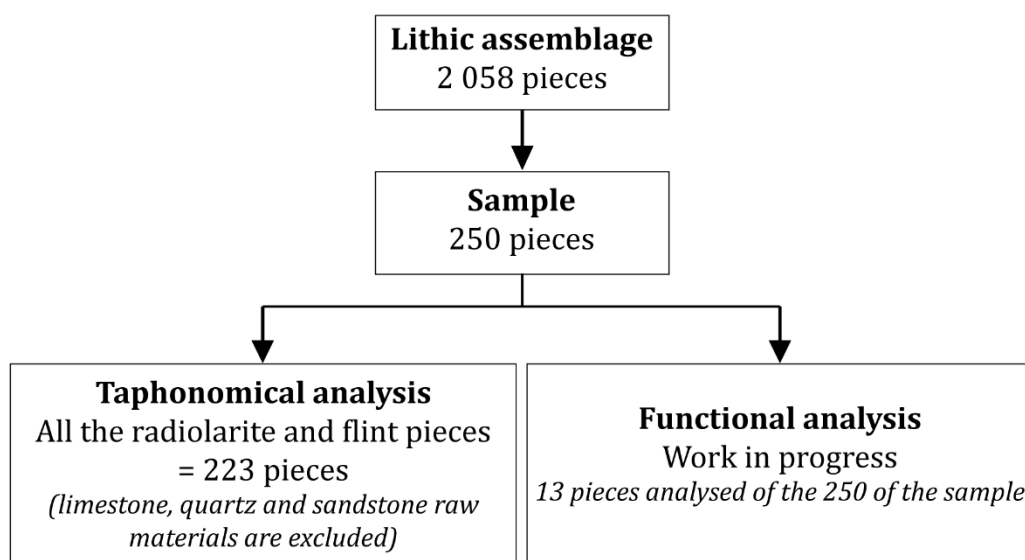 Lithic assemblage
2 058 pieces
Sample
250 pieces
Taphonomical analysis
All the radiolarite and flint pieces
= 223 pieces
(limestone, quartz and sandstone raw
materials are excluded)
Functional analysis
Work in progress
13 pieces analysed of the 250 of the sample